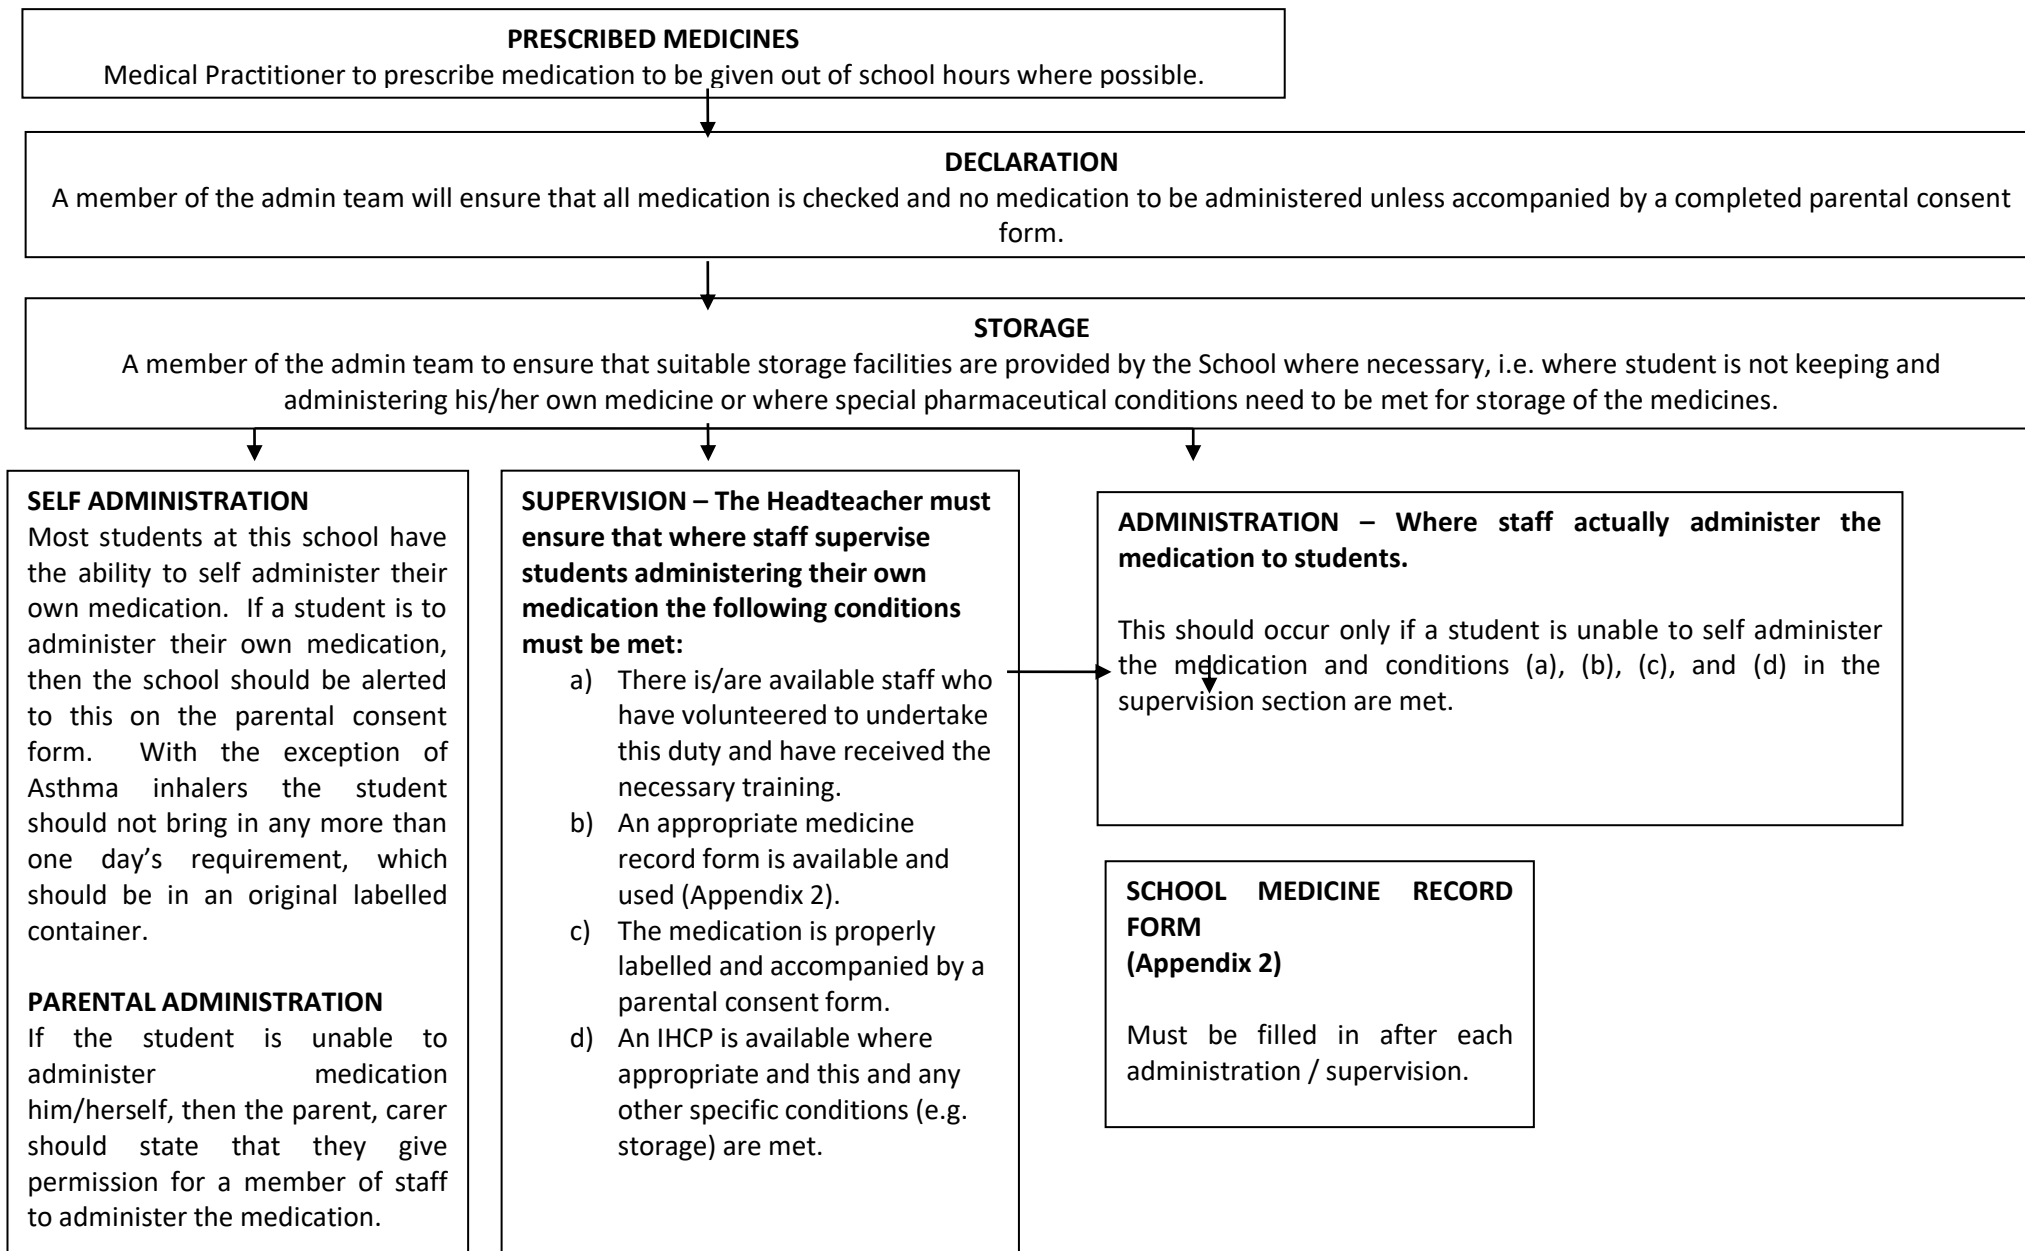 PRESCRIBED MEDICINES
Medical Practitioner to prescribe medication to be given out of school hours where possible.
DECLARATION
A member of the admin team will ensure that all medication is checked and no medication to be administered unless accompanied by a completed parental consent
form.
STORAGE
A member of the admin team to ensure that suitable storage facilities are provided by the School where necessary, i.e. where student is not keeping and
administering his/her own medicine or where special pharmaceutical conditions need to be met for storage of the medicines.
SELF ADMINISTRATION
Most students at this school have
the ability to self administer their
own medication. If a student is to
administer their own medication,
then the school should be alerted
to this on the parental consent
form. With the exception of
Asthma inhalers the student
should not bring in any more than
one day's requirement, which
should be in an original labelled
container.
PARENTAL ADMINISTRATION
If the student is unable to
administer medication
him/herself, then the parent, carer
should state that they give
permission for a member of staff
to administer the medication.
SUPERVISION – The Headteacher must
ensure that where staff supervise
students administering their own
medication the following conditions
must be met:
a) There is/are available staff who
have volunteered to undertake
this duty and have received the
necessary training.
b) An appropriate medicine
record form is available and
used (Appendix 2).
c) The medication is properly
labelled and accompanied by a
parental consent form.
d) An IHCP is available where
appropriate and this and any
other specific conditions (e.g.
storage) are met.
ADMINISTRATION – Where staff actually administer the
medication to students.
This should occur only if a student is unable to self administer
the medication and conditions (a), (b), (c), and (d) in the
supervision section are met.
SCHOOL MEDICINE RECORD
FORM
(Appendix 2)
Must be filled in after each
administration / supervision.